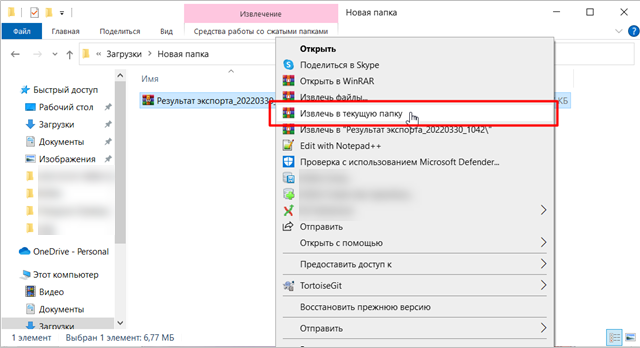 Извлечение
Новая папка
Файл
Главная
Поделиться
Вид
Средства работы со сжатыми папками
Загрузки
Новая папка
Имя
Быстрый доступ
Рабочий стол
Загрузки
Документы
Изображения
OneDrive - Personal
Этот компьютер
Видео
Документы
Загрузки
Результат экспорта_20220330_
КБ
Открыть
Поделиться в Skype
Открыть в WinRAR
Извлечь файлы...
Извлечь в текущую папку
Извлечь в "Результат экспорта_20220330_1042\"
Edit with Notepad++
Проверка с использованием Microsoft Defender...
Отправить
Открыть с помощью
Предоставить доступ к
TortoiseGit
Восстановить прежнюю версию
Отправить
1 элемент
Выбран 1 элемент: 6,77 МБ